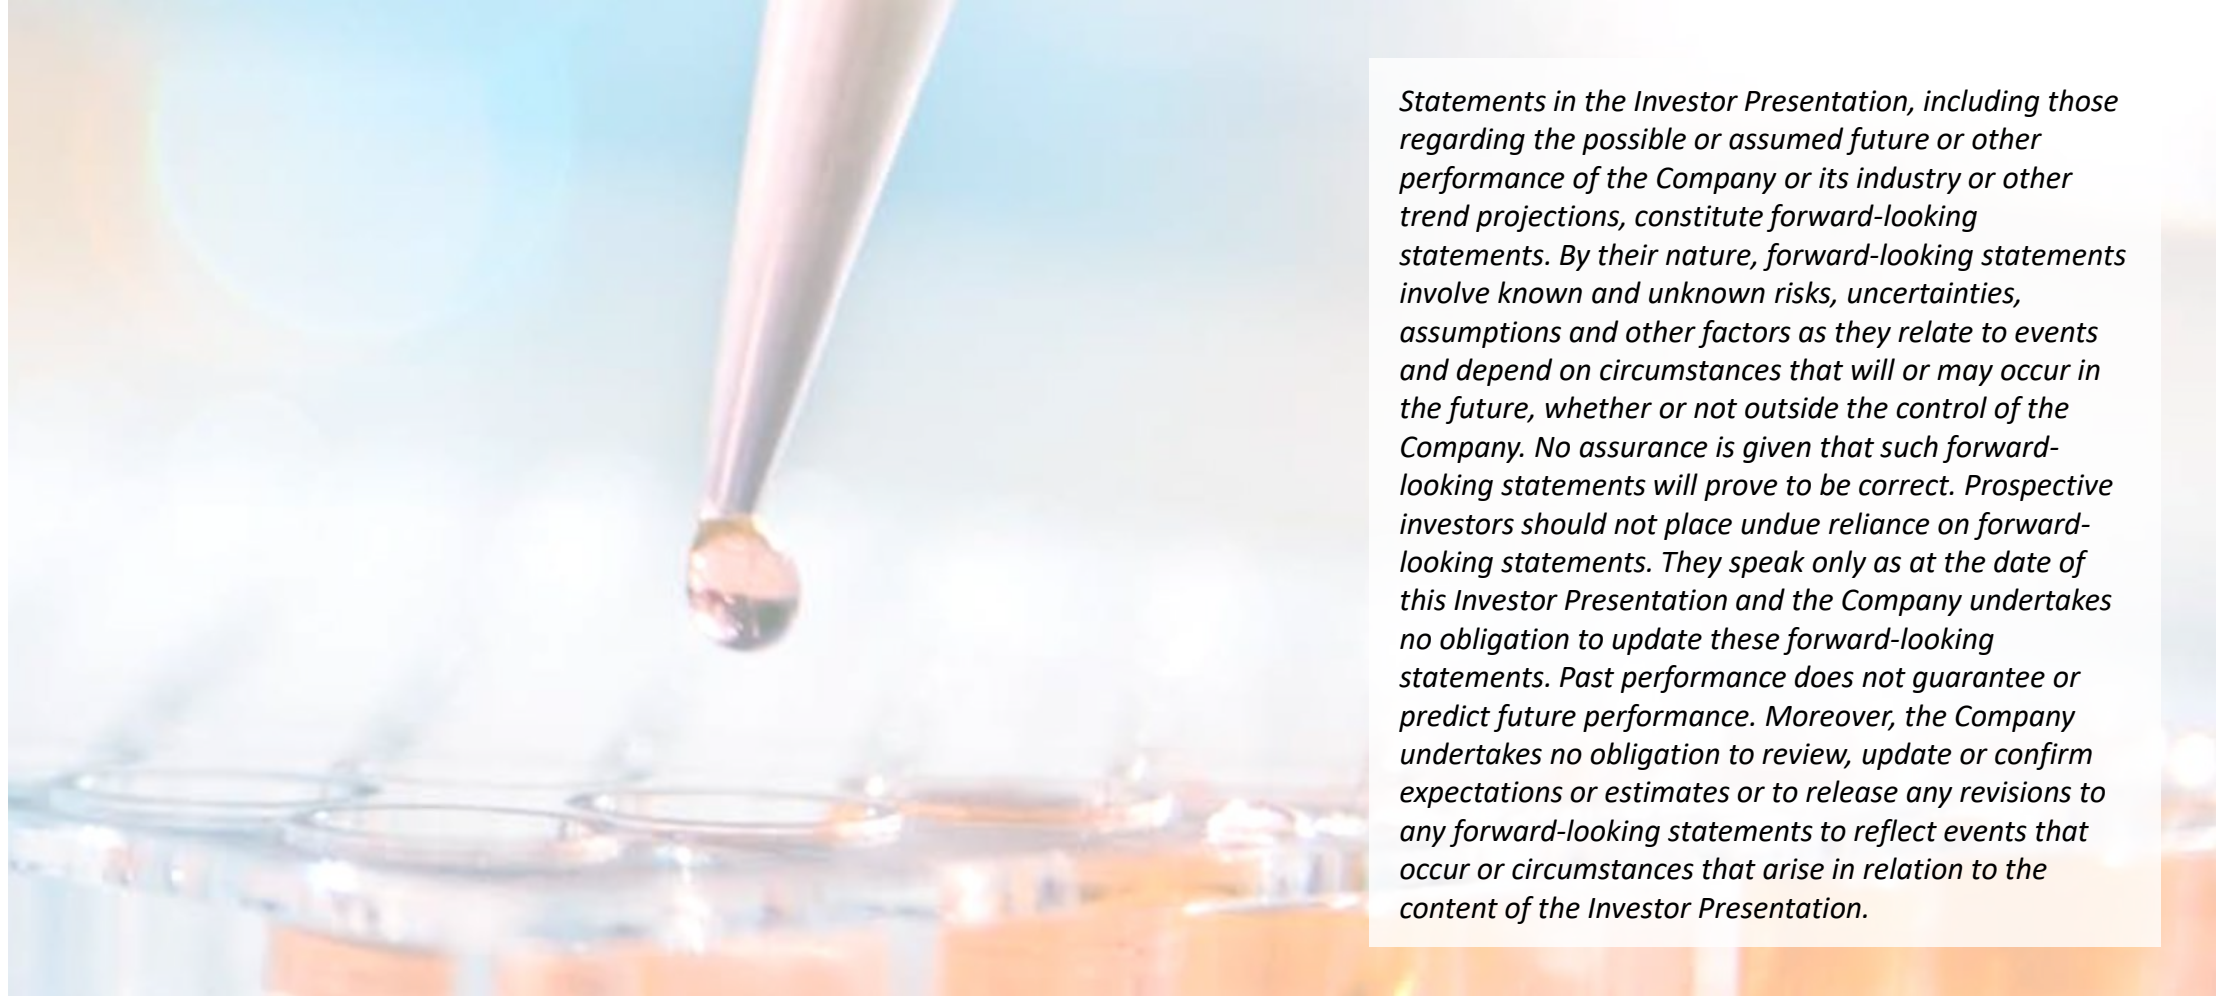 Statements in the Investor Presentation, including those
regarding the possible or assumed future or other
performance of the Company or its industry or other
trend projections, constitute forward-looking
statements. By their nature, forward-looking statements
involve known and unknown risks, uncertainties,
assumptions and other factors as they relate to events
and depend on circumstances that will or may occur in
the future, whether or not outside the control of the
Company. No assurance is given that such forward-
looking statements will prove to be correct. Prospective
investors should not place undue reliance on forward-
looking statements. They speak only as at the date of
this Investor Presentation and the Company undertakes
no obligation to update these forward-looking
statements. Past performance does not guarantee or
predict future performance. Moreover, the Company
undertakes no obligation to review, update or confirm
expectations or estimates or to release any revisions to
any forward-looking statements to reflect events that
occur or circumstances that arise in relation to the
content of the Investor Presentation.